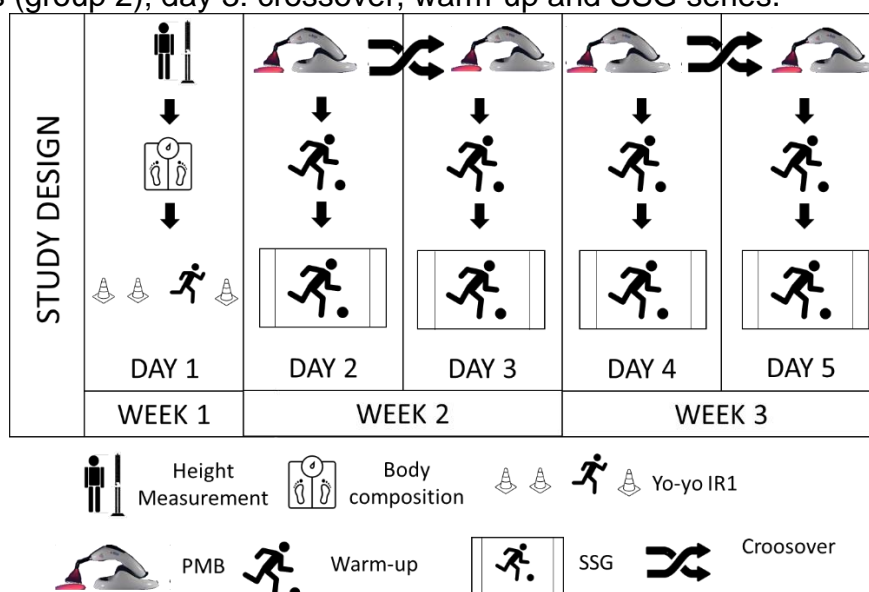 s (group 2), day 5: crossover, warm-up and SSG series.
STUDY DESIGN
DAY 1
DAY 2
DAY 3
DAY 4
DAY 5
WEEK 1
WEEK 2
WEEK 3
Height
Measurement
Body
composition
Yo-yo IR1
PMB
Warm-up
SSG
Croosover